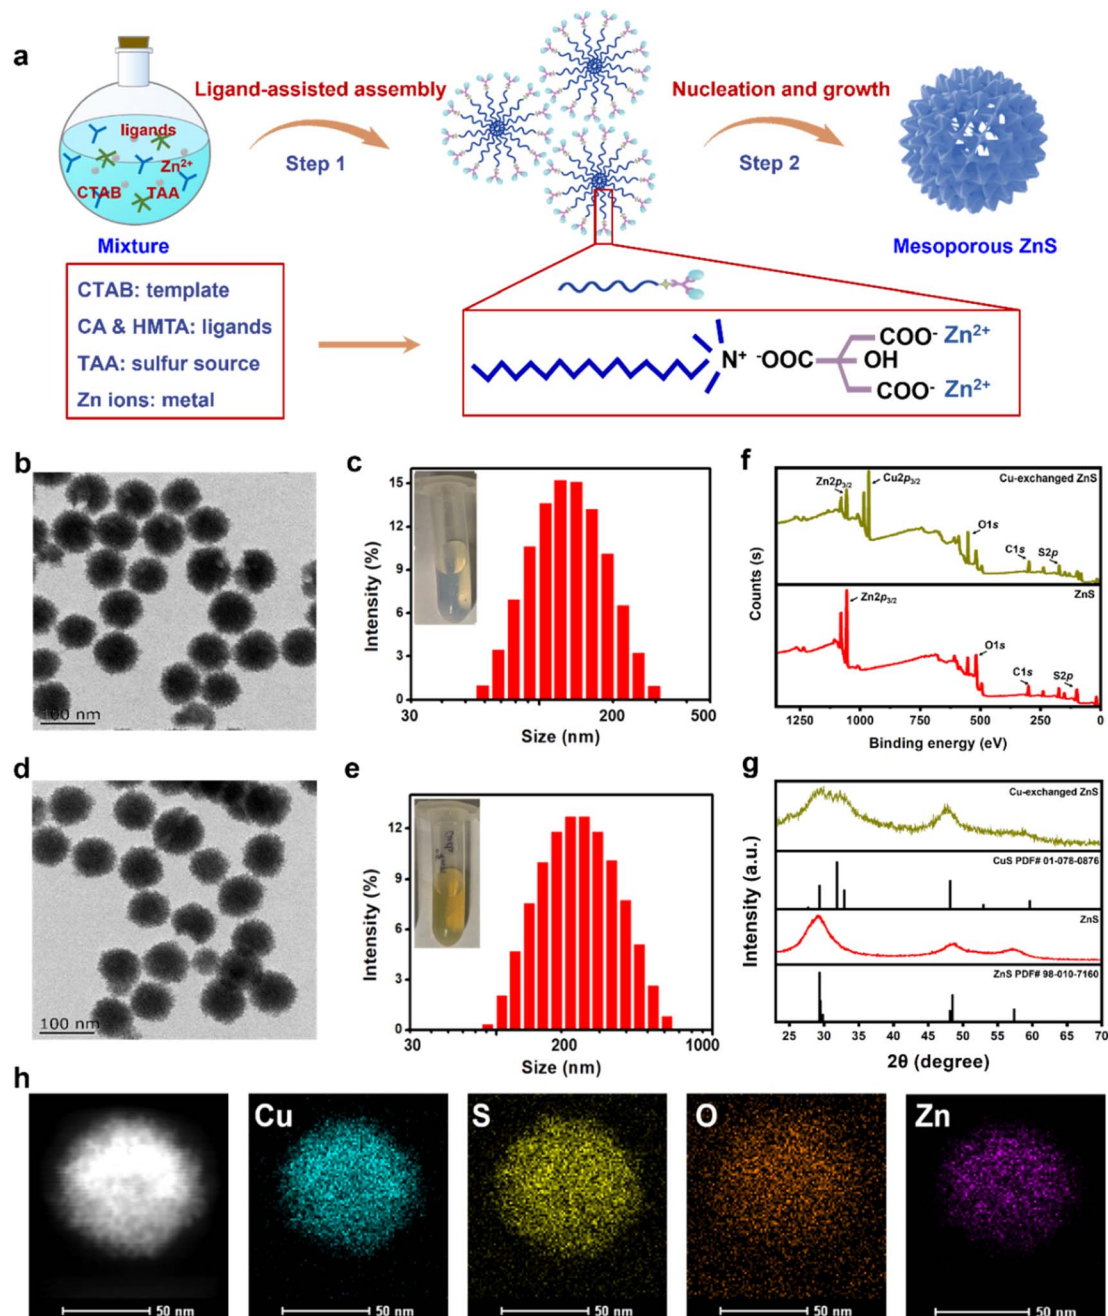 a
Ligand-assisted assembly
Nucleation and growth
ligands
Zn²⁺
CTAB
TAA
Step 1
Step 2
Mixture
Mesoporous ZnS
CTAB: template
CA & HMTA: ligands
TAA: sulfur source
Zn ions: metal
N⁺
⁻OOC
COO⁻ Zn²⁺
OH
COO⁻ Zn²⁺
b
100 nm
c
Intensity (%)
15
12
9
6
3
0
30
200
500
Size (nm)
f
Counts (s)
Cu-exchanged ZnS
Zn2p3/2
Cu2p3/2
O1s
C1s
S2p
ZnS
Zn2p3/2
O1s
C1s
S2p
1250
1000
750
500
250
0
Binding energy (eV)
d
100 nm
e
Intensity (%)
12
9
6
3
0
30
200
1000
Size (nm)
g
Intensity (a.u.)
Cu-exchanged ZnS
CuS PDF# 01-078-0876
ZnS
ZnS PDF# 98-010-7160
25 29 35 40 45 50 55 60 65 70
2θ (degree)
h
Cu
S
O
Zn
50 nm
50 nm
50 nm
50 nm
50 nm